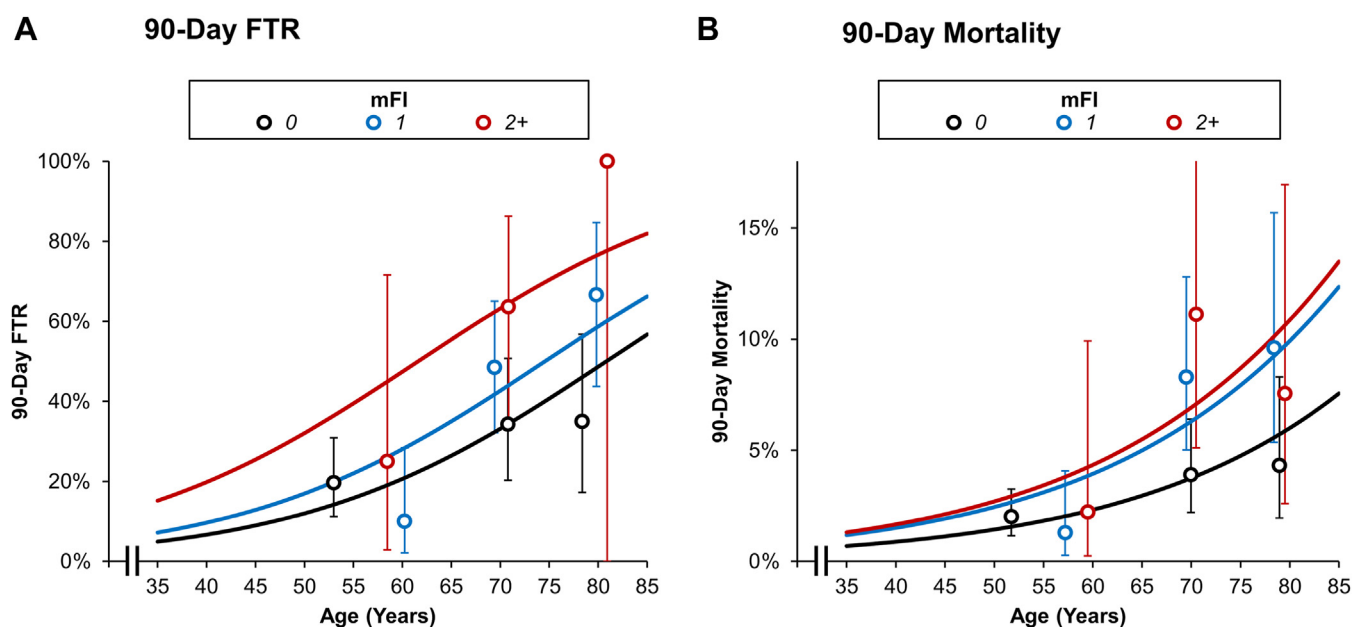 A 90-Day FTR
mFI
0 1 2+
100%
80%
60%
40%
20%
0%
90-Day FTR
35 40 45 50 55 60 65 70 75 80 85
Age (Years)
B 90-Day Mortality
mFI
0 1 2+
15%
10%
5%
0%
90-Day Mortality
35 40 45 50 55 60 65 70 75 80 85
Age (Years)